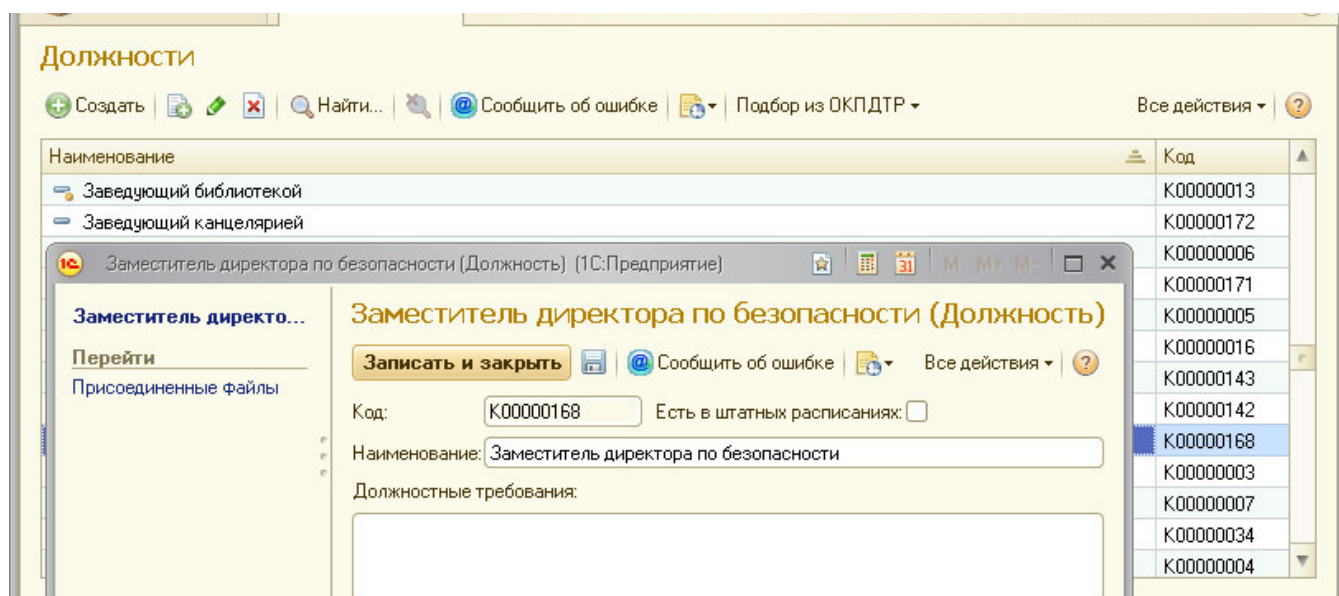 Должности
Создать Найти... Сообщить об ошибке Подбор из ОКПДТР Все действия
Наименование Код
Заведующий библиотекой K00000013
Заведующий канцелярией K00000172
K00000006
K00000171
K00000005
K00000016
K00000143
K00000142
K00000168
K00000003
K00000007
K00000034
K00000004
1С Заместитель директора по безопасности (Должность) (1С:Предприятие) 31 M M+ M-
Заместитель директо...
Перейти
Присоединенные файлы
Заместитель директора по безопасности (Должность)
Записать и закрыть Сообщить об ошибке Все действия
Код: K00000168 Есть в штатных расписаниях:
Наименование: Заместитель директора по безопасности
Должностные требования: